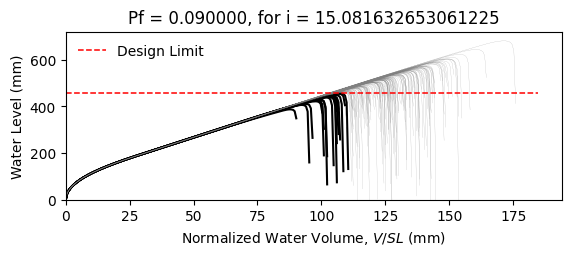 Pf = 0.090000, for i = 15.081632653061225
Water Level (mm)
600
400
200
0
Design Limit
0 25 50 75 100 125 150 175
Normalized Water Volume, V/SL (mm)